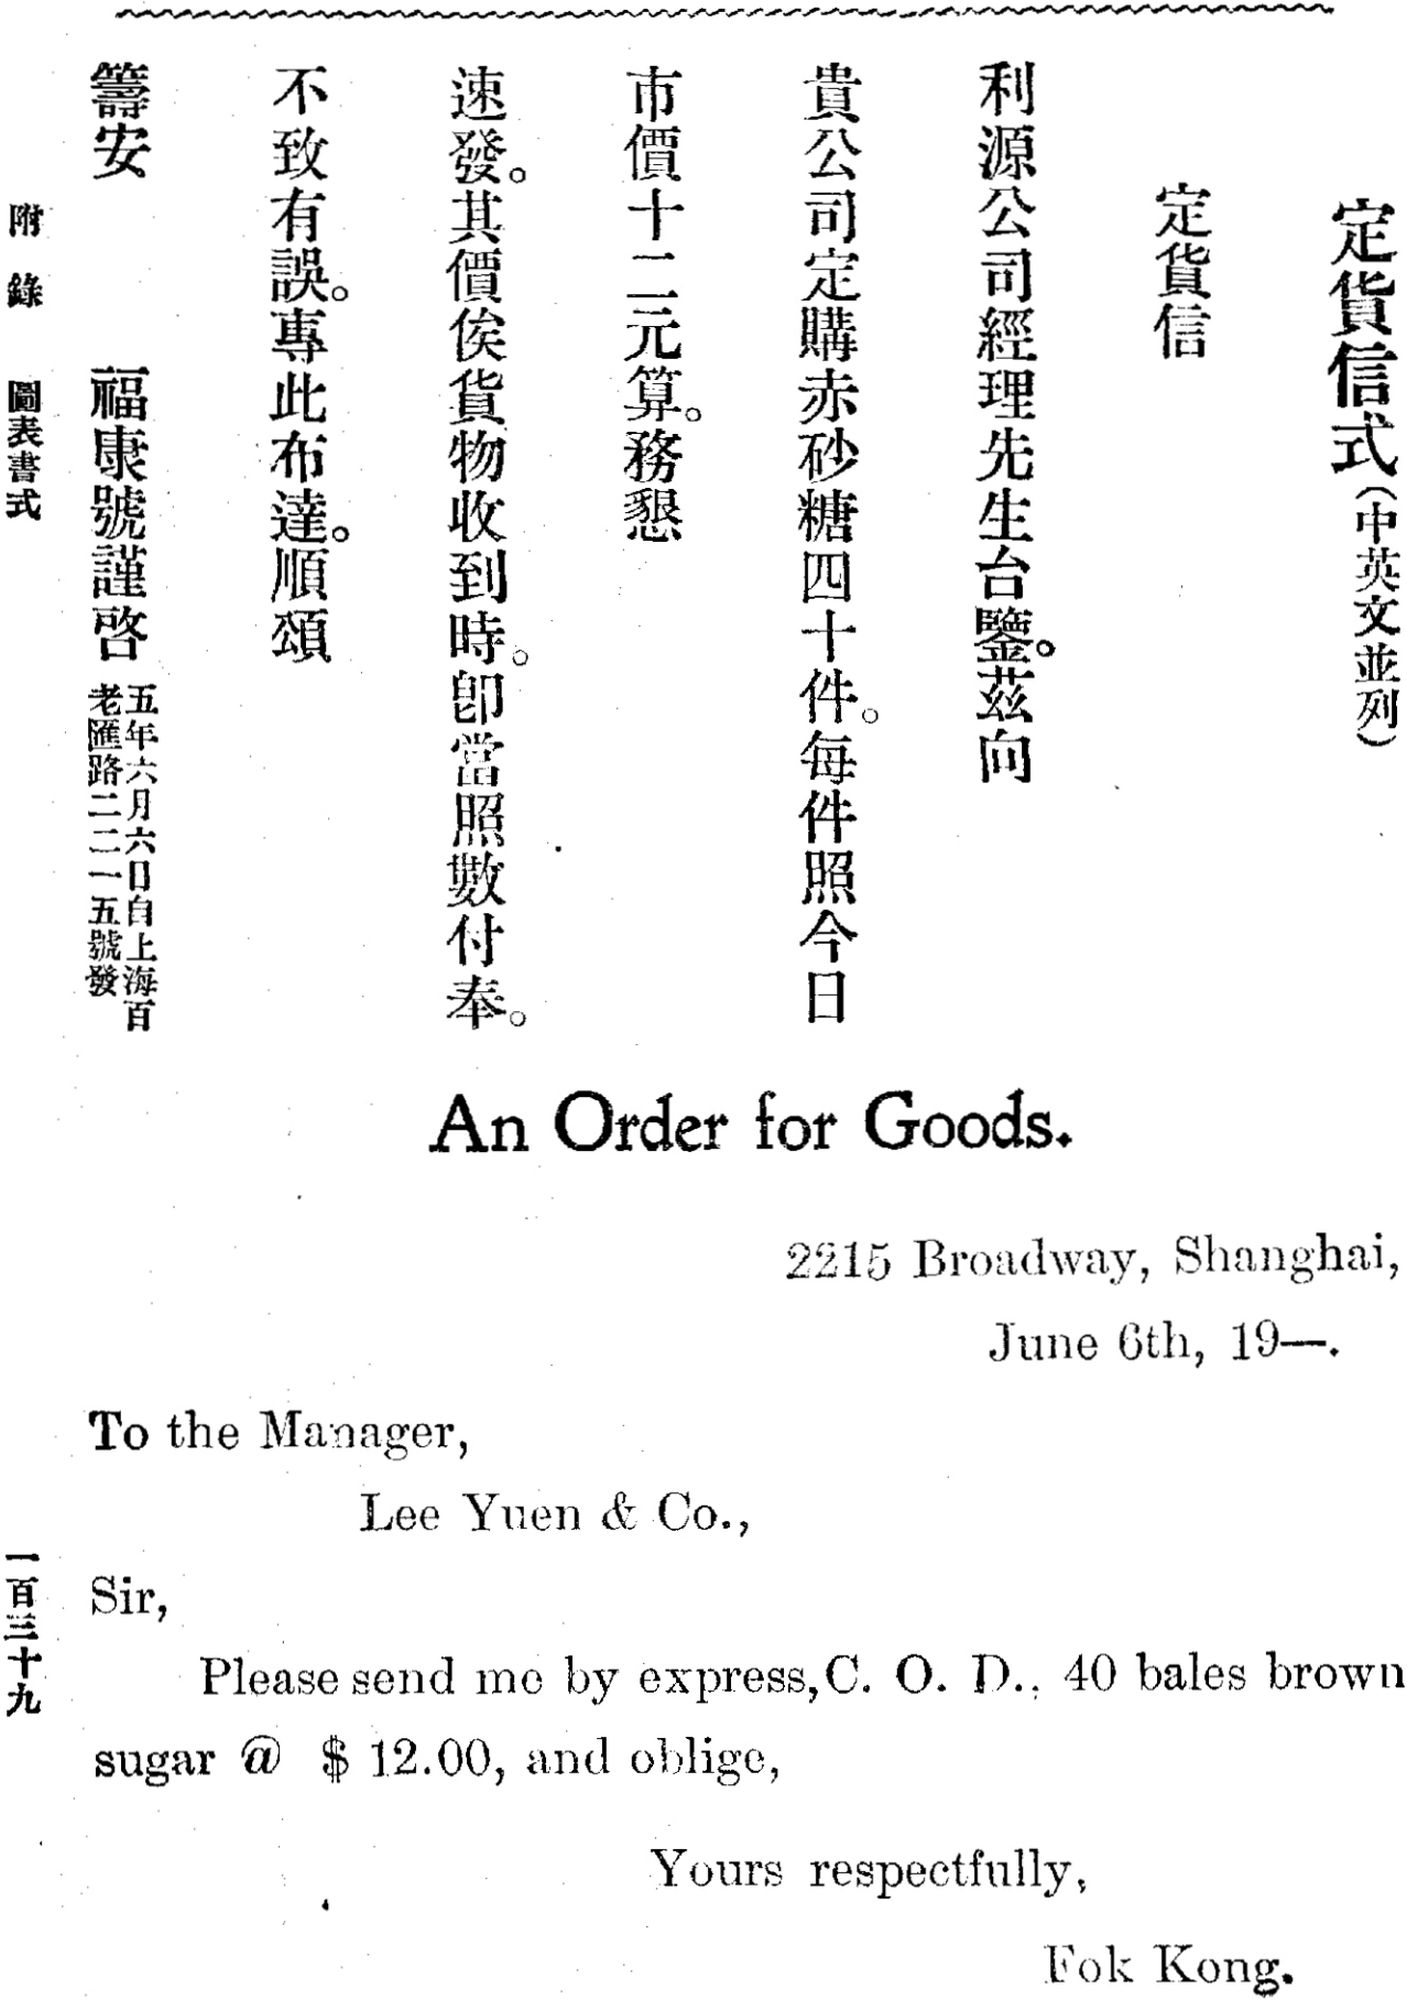 定貨信式(中英文並列)
定貨信
利源公司經理先生台鑒。茲向
貴公司定購赤砂糖四十件。每件照今日
市價十二元算。務懇
速發。其價俟貨物收到時。卽當照數付奉。
不致有誤。專此布達。順頌
籌安 福康號謹啓 五年六月六日自上海百
老匯路二二一五號發
附錄 圖表書式
An Order for Goods.
2215 Broadway, Shanghai,
June 6th, 19—.
To the Manager,
Lee Yuen & Co.,
Sir,
Please send me by express, C. O. D., 40 bales brown
sugar @ $ 12.00, and oblige,
Yours respectfully,
Fok Kong.
一百三十九